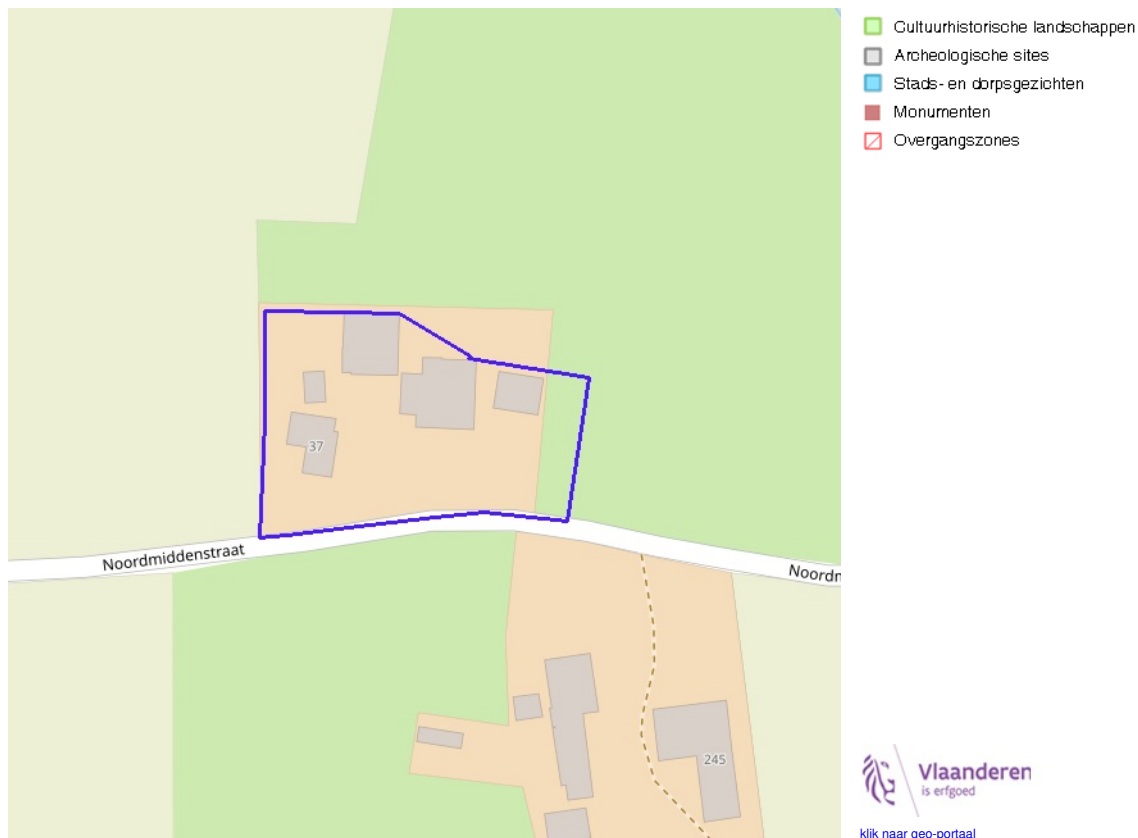 Cultuurhistorische landschappen
Archeologische sites
Stads- en dorpsgezichten
Monumenten
Overgangszones
37
Noordmiddenstraat
Noordm
245
Vlaanderen
is erfgoed
klik naar geo-portaal